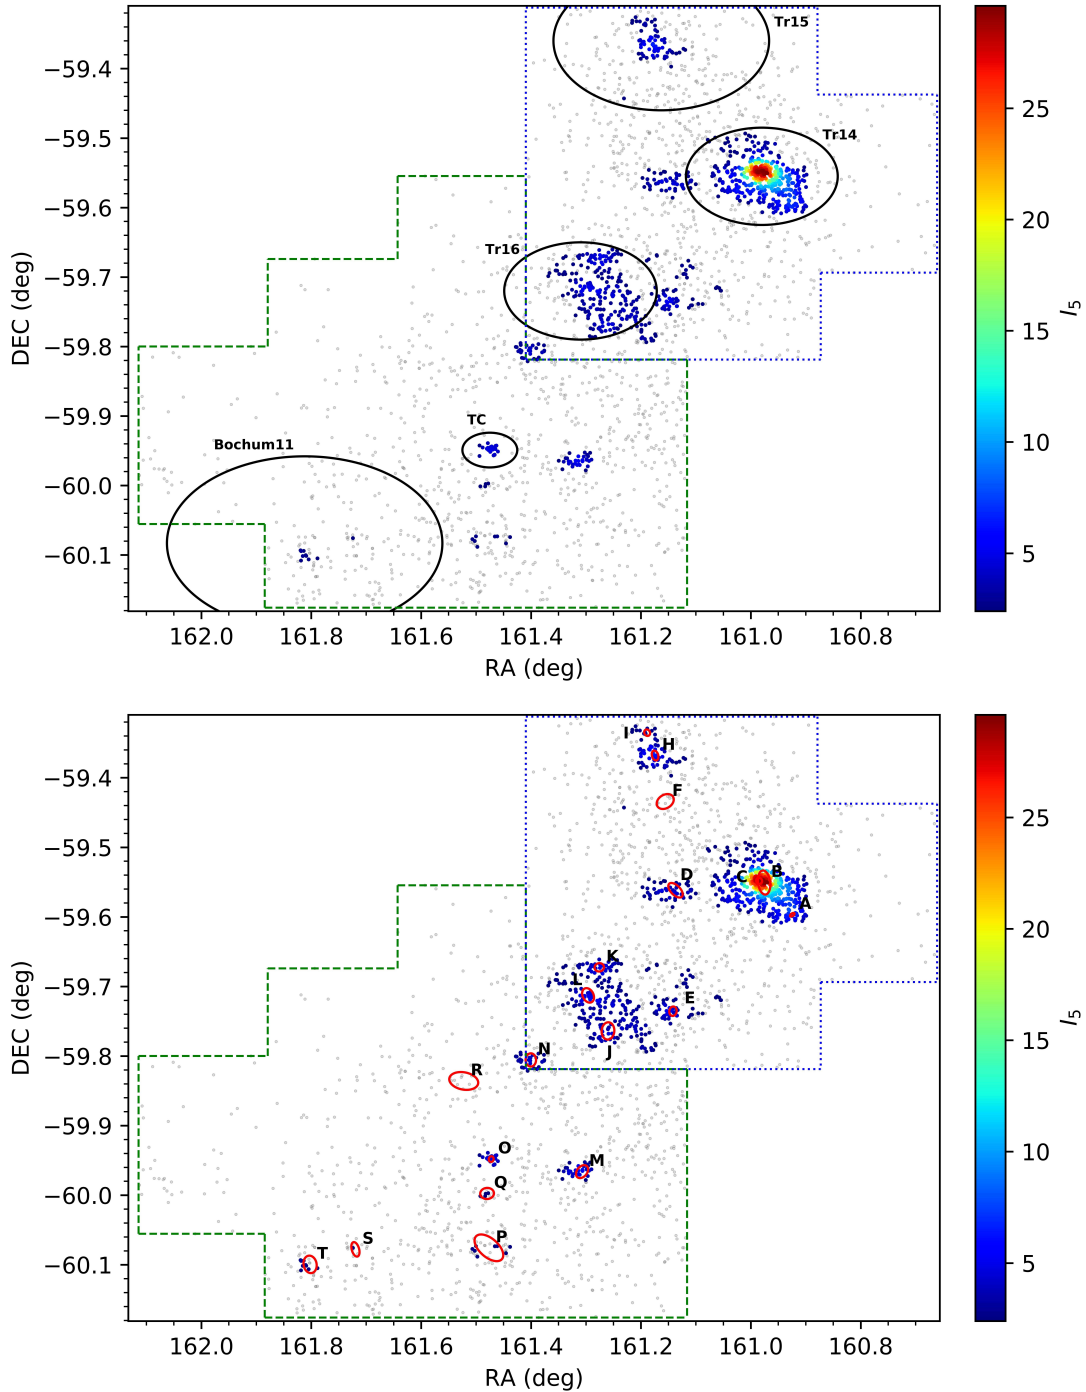 −59.4
−59.5
−59.6
−59.7
−59.8
−59.9
−60.0
−60.1
DEC (deg)
162.0 161.8 161.6 161.4 161.2 161.0 160.8
RA (deg)
Tr15
Tr14
Tr16
TC
Bochum11
25
20
15
10
5
I5
−59.4
−59.5
−59.6
−59.7
−59.8
−59.9
−60.0
−60.1
DEC (deg)
162.0 161.8 161.6 161.4 161.2 161.0 160.8
RA (deg)
I
H
F
D
C
B
A
K
L
E
J
N
R
O
M
Q
P
S
T
25
20
15
10
5
I5